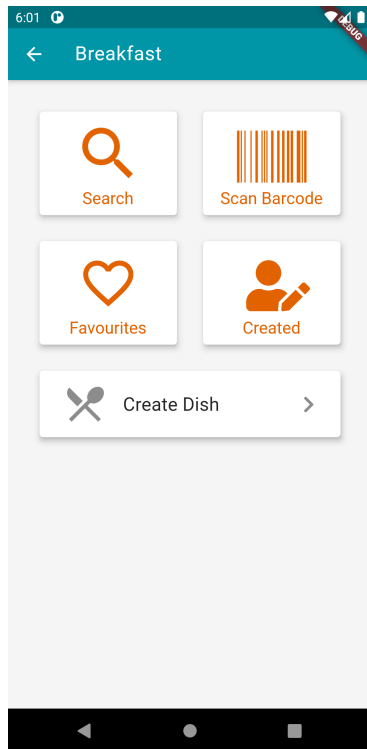 6:01
DEBUG
Breakfast
Search
Scan Barcode
Favourites
Created
Create Dish